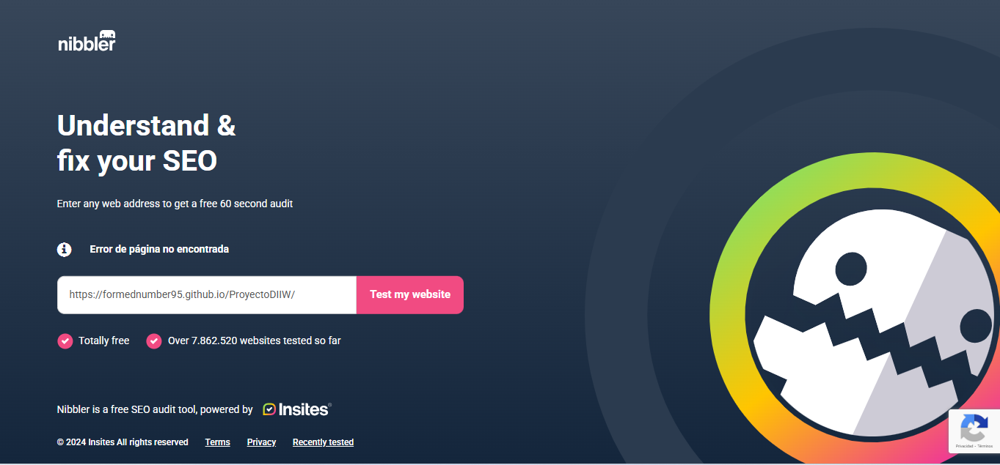 nibbler
Understand &
fix your SEO
Enter any web address to get a free 60 second audit
Error de página no encontrada
https://formednumber95.github.io/ProyectoDIIW/
Test my website
Totally free
Over 7.862.520 websites tested so far
Nibbler is a free SEO audit tool, powered by Insites®
© 2024 Insites All rights reserved Terms Privacy Recently tested
Privacidad - Términos